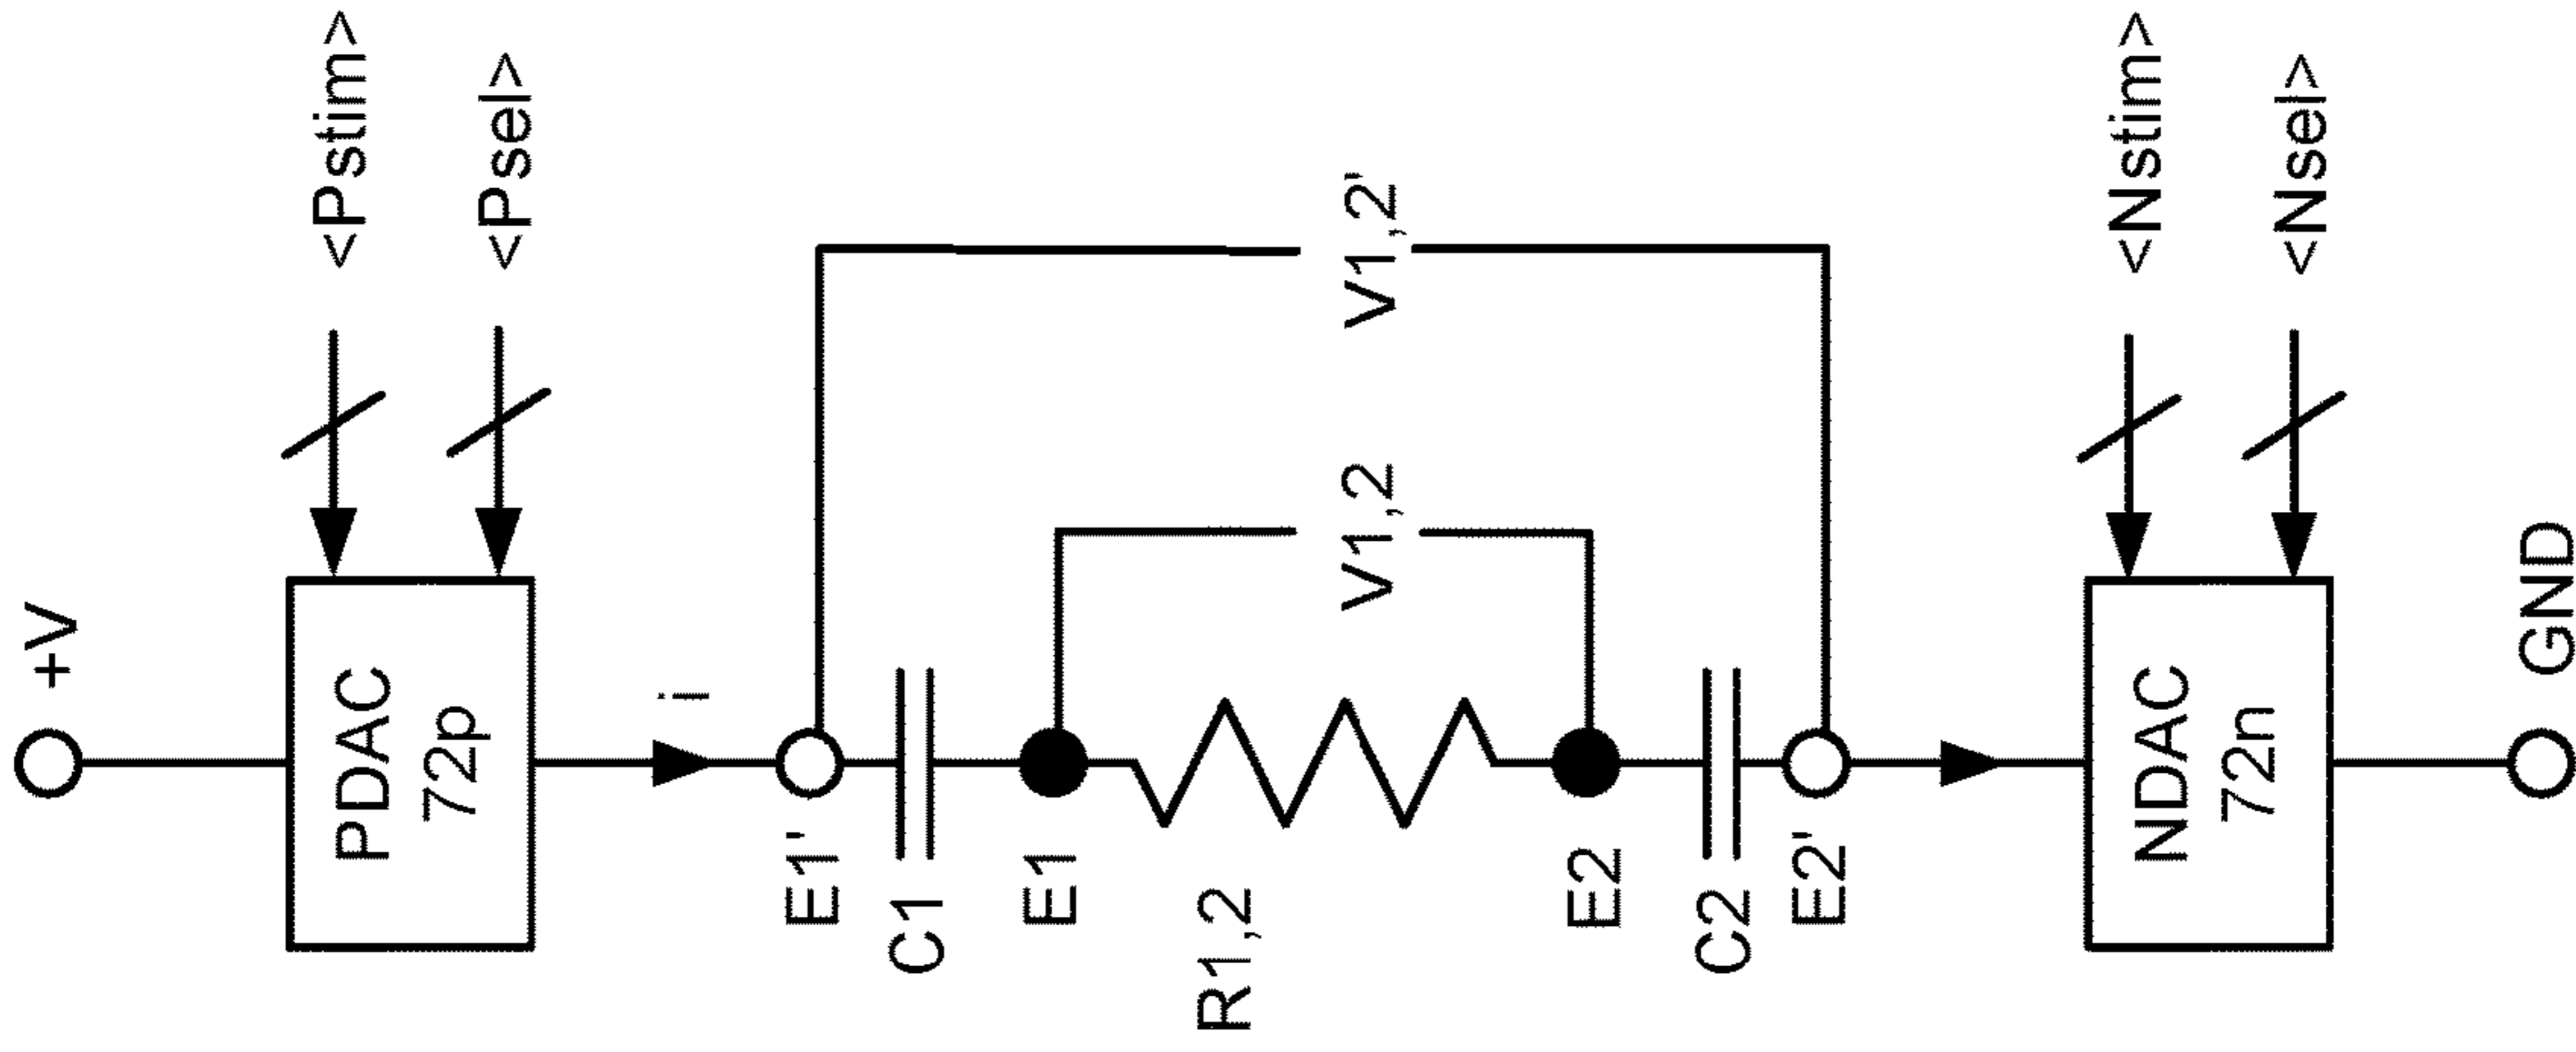 +V
<Pstim>
<Psel>
PDAC
72p
i
E1'
C1
E1
R1,2
V1,2
V1,2'
E2
C2
E2'
<Nstim>
<Nsel>
NDAC
72n
GND